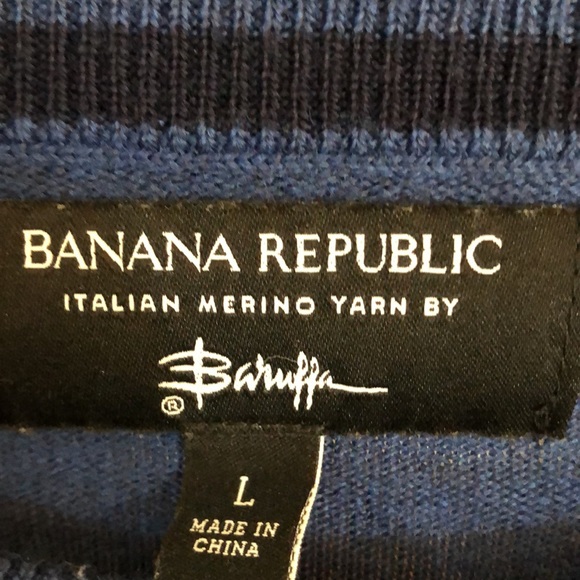 BANANA REPUBLIC
ITALIAN MERINO YARN BY
Baruffa
®
L
MADE IN
CHINA